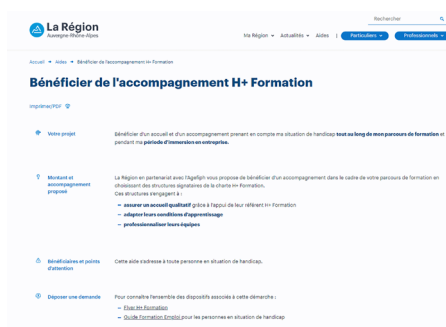 La Région
Auvergne-Rhône-Alpes
Rechercher
Ma Région Actualités Aides | Particuliers Professionnels
Accueil → Aides → Bénéficier de l'accompagnement H+ Formation
Bénéficier de l'accompagnement H+ Formation
Imprimer/PDF
Votre projet
Bénéficier d'un accueil et d'un accompagnement prenant en compte ma situation de handicap tout au long de mon parcours de formation et
pendant ma période d'immersion en entreprise.
Montant et
accompagnement
proposé
La Région en partenariat avec l'Agefiph vous propose de bénéficier d'un accompagnement dans le cadre de votre parcours de formation en
choisissant des structures signataires de la charte H+ Formation.
Ces structures s'engagent à :
→ assurer un accueil qualitatif grâce à l'appui de leur référent H+ Formation
→ adapter leurs conditions d'apprentissage
→ professionnaliser leurs équipes
Bénéficiaires et points
d'attention
Cette aide s'adresse à toute personne en situation de handicap.
Déposer une demande
Pour connaître l'ensemble des dispositifs associés à cette démarche :
→ Flyer H+ Formation
→ Guide Formation Emploi pour les personnes en situation de handicap